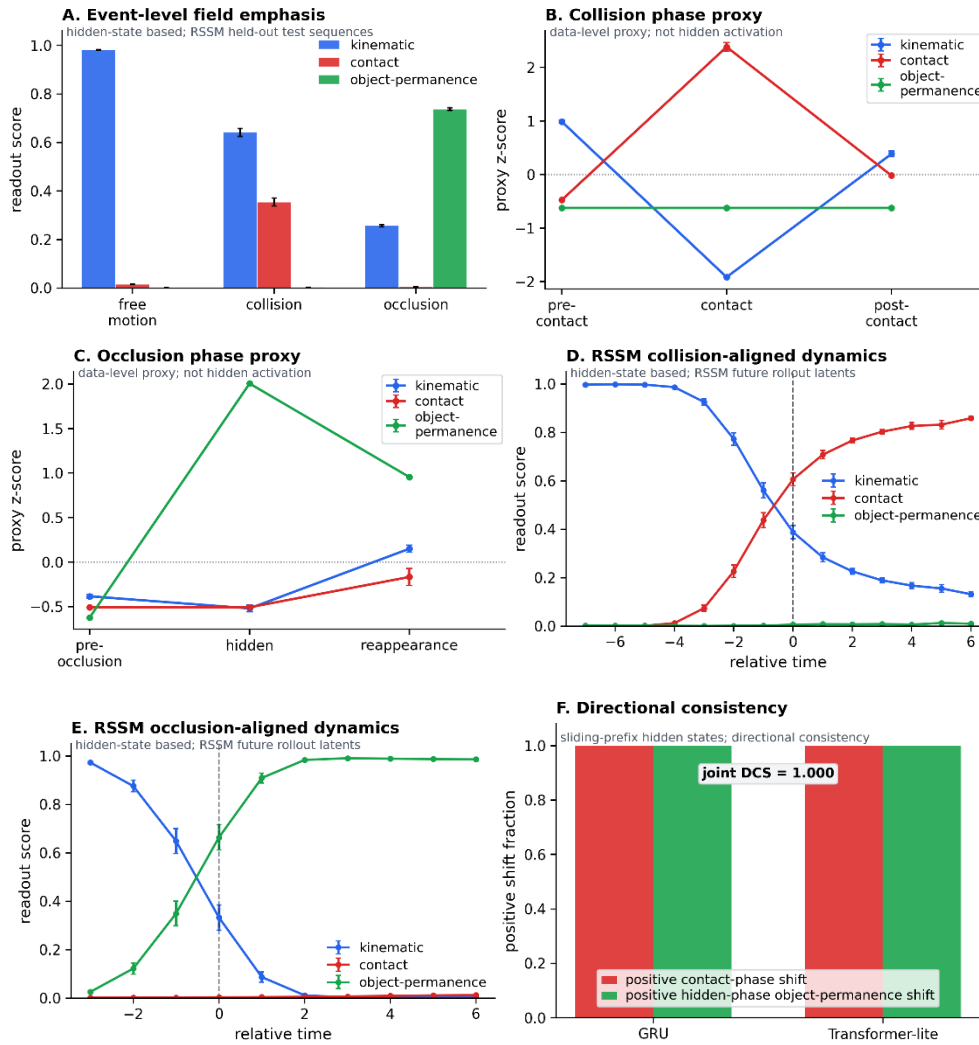 A. Event-level field emphasis
hidden-state based; RSSM held-out test sequences
kinematic
contact
object-permanence
readout score
1.0
0.8
0.6
0.4
0.2
0.0
free
motion
collision
occlusion
B. Collision phase proxy
data-level proxy; not hidden activation
kinematic
contact
object-
permanence
proxy z-score
2
1
0
−1
−2
pre-
contact
contact
post-
contact
C. Occlusion phase proxy
data-level proxy; not hidden activation
kinematic
contact
object-
permanence
proxy z-score
2.0
1.5
1.0
0.5
0.0
−0.5
pre-
occlusion
hidden
reappearance
D. RSSM collision-aligned dynamics
hidden-state based; RSSM future rollout latents
kinematic
contact
object-permanence
readout score
1.0
0.8
0.6
0.4
0.2
0.0
−6
−4
−2
0
2
4
6
relative time
E. RSSM occlusion-aligned dynamics
hidden-state based; RSSM future rollout latents
kinematic
contact
object-permanence
readout score
1.0
0.8
0.6
0.4
0.2
0.0
−2
0
2
4
6
relative time
F. Directional consistency
sliding-prefix hidden states; directional consistency
joint DCS = 1.000
positive shift fraction
1.0
0.8
0.6
0.4
0.2
0.0
positive contact-phase shift
positive hidden-phase object-permanence shift
GRU
Transformer-lite